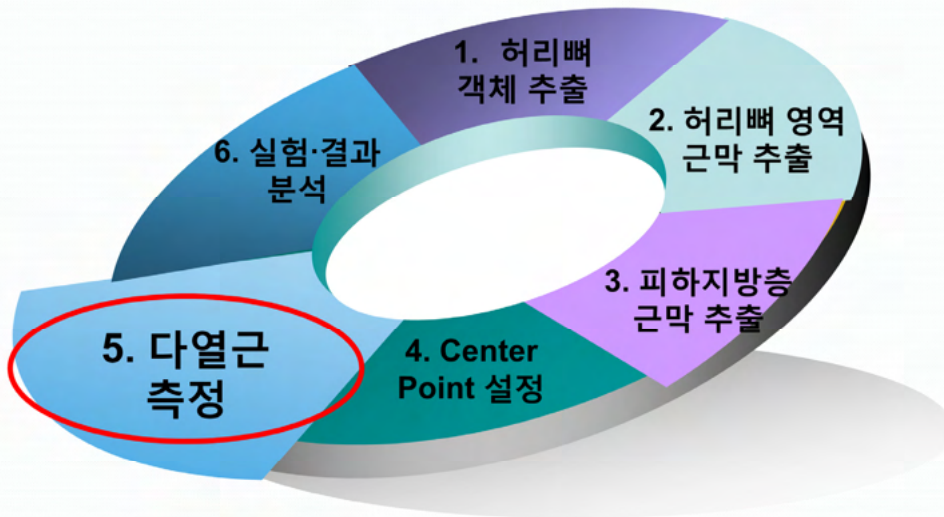 1. 허리뼈
객체 추출
2. 허리뼈 영역
근막 추출
3. 피하지방층
근막 추출
4. Center
Point 설정
5. 다열근
측정
6. 실험·결과
분석